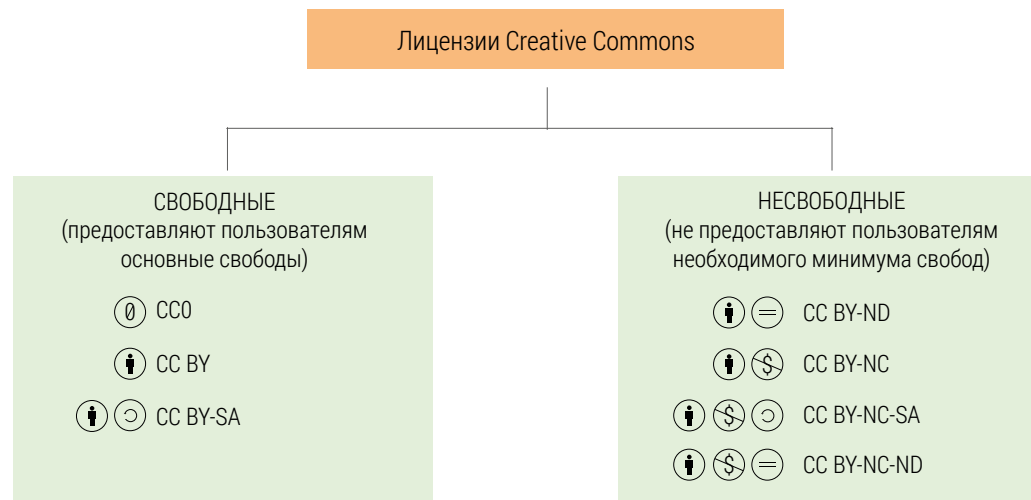 Лицензии Creative Commons
СВОБОДНЫЕ
(предоставляют пользователям
основные свободы)
CC0
CC BY
CC BY-SA
НЕСВОБОДНЫЕ
(не предоставляют пользователям
необходимого минимума свобод)
CC BY-ND
CC BY-NC
CC BY-NC-SA
CC BY-NC-ND